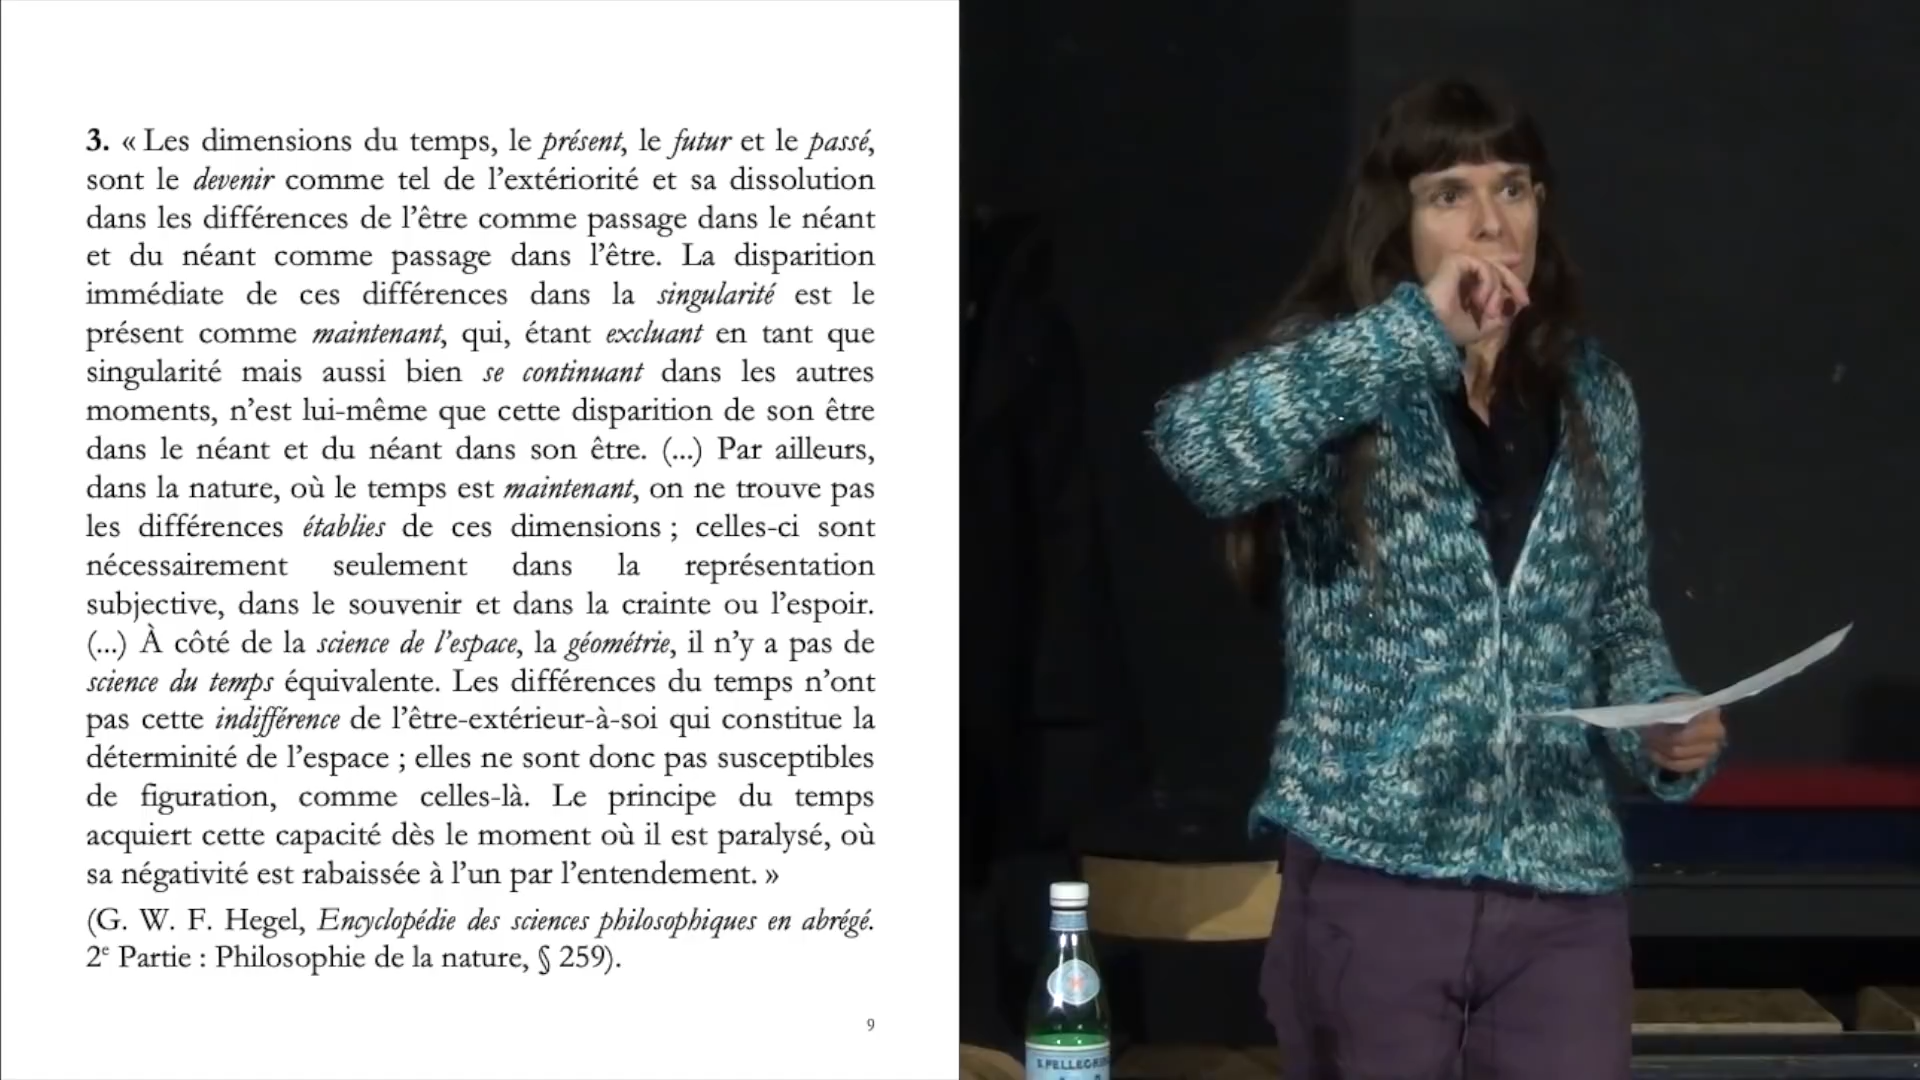 3. « Les dimensions du temps, le présent, le futur et le passé,
sont le devenir comme tel de l’extériorité et sa dissolution
dans les différences de l’être comme passage dans le néant
et du néant comme passage dans l’être. La disparition
immédiate de ces différences dans la singularité est le
présent comme maintenant, qui, étant excluant en tant que
singularité mais aussi bien se continuant dans les autres
moments, n’est lui-même que cette disparition de son être
dans le néant et du néant dans son être. (...) Par ailleurs,
dans la nature, où le temps est maintenant, on ne trouve pas
les différences établies de ces dimensions ; celles-ci sont
nécessairement seulement dans la représentation
subjective, dans le souvenir et dans la crainte ou l’espoir.
(...) À côté de la science de l’espace, la géométrie, il n’y a pas de
science du temps équivalente. Les différences du temps n’ont
pas cette indifférence de l’être-extérieur-à-soi qui constitue la
déterminité de l’espace ; elles ne sont donc pas susceptibles
de figuration, comme celles-là. Le principe du temps
acquiert cette capacité dès le moment où il est paralysé, où
sa négativité est rabaissée à l’un par l’entendement. »
(G. W. F. Hegel, Encyclopédie des sciences philosophiques en abrégé.
2e Partie : Philosophie de la nature, § 259).
9
S.PELLEGRI